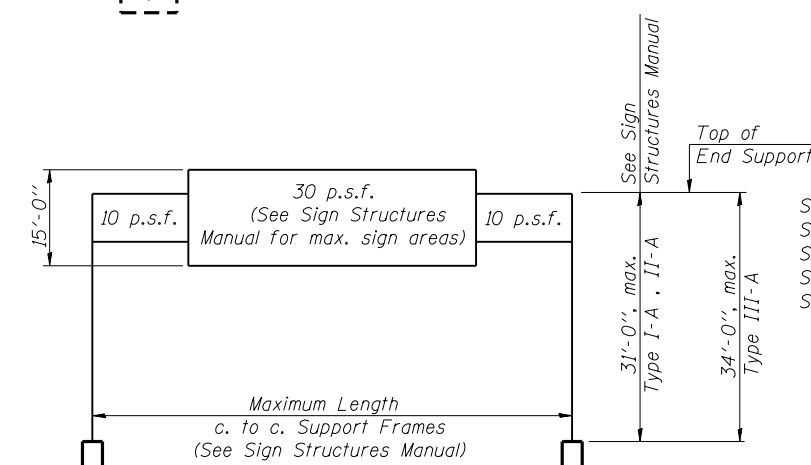 See Sign
Structures Manual
Top of
End Support
15'-0"
10 p.s.f.
30 p.s.f.
(See Sign Structures
Manual for max. sign areas)
10 p.s.f.
31'-0", max.
Type I-A , II-A
34'-0", max.
Type III-A
S
S
S
S
S
Maximum Length
c. to c. Support Frames
(See Sign Structures Manual)